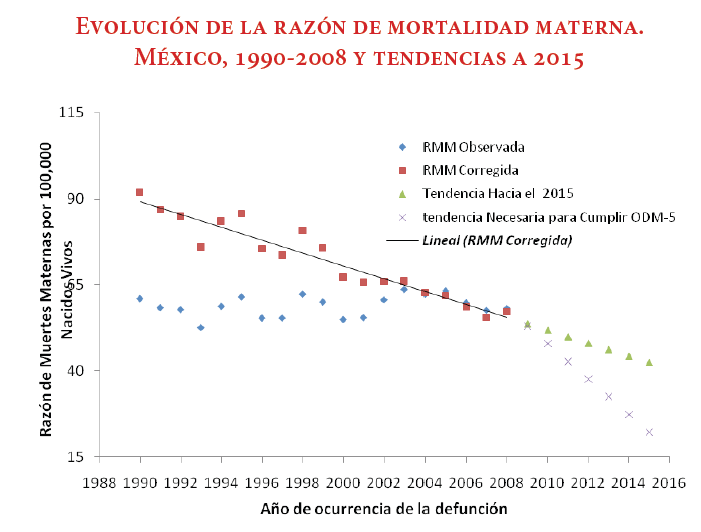 EVOLUCIÓN DE LA RAZÓN DE MORTALIDAD MATERNA.
MÉXICO, 1990-2008 Y TENDENCIAS A 2015
115
90
65
40
15
Razón de Muertes Maternas por 100,000
Nacidos Vivos
RMM Observada
RMM Corregida
Tendencia Hacia el 2015
tendencia Necesaria para Cumplir ODM-5
Lineal (RMM Corregida)
1988 1990 1992 1994 1996 1998 2000 2002 2004 2006 2008 2010 2012 2014 2016
Año de ocurrencia de la defunción